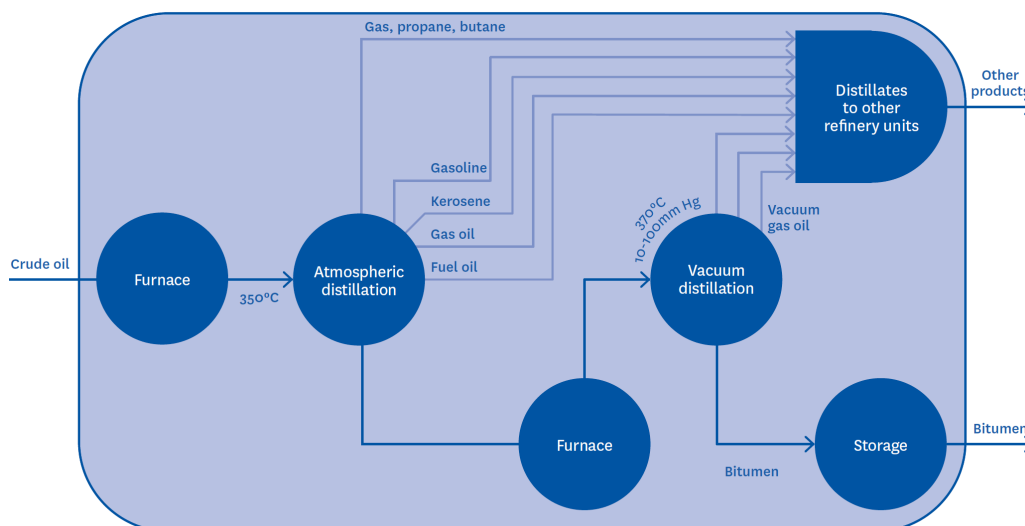 Gas, propane, butane
Other
products
Distillates
to other
refinery units
Gasoline
Kerosene
Gas oil
Fuel oil
370°C
10-100mm Hg
Vacuum
gas oil
Crude oil
Furnace
350°C
Atmospheric
distillation
Vacuum
distillation
Furnace
Storage
Bitumen
Bitumen